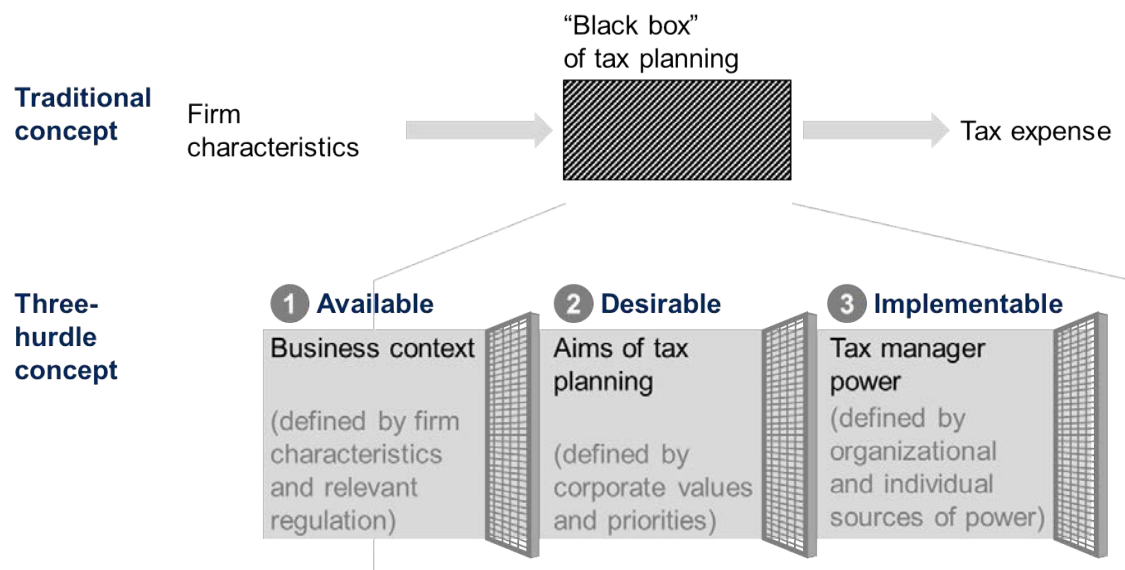 “Black box”
of tax planning
Traditional
concept
Firm
characteristics
Tax expense
Three-
hurdle
concept
1 Available
Business context
(defined by firm
characteristics
and relevant
regulation)
2 Desirable
Aims of tax
planning
(defined by
corporate values
and priorities)
3 Implementable
Tax manager
power
(defined by
organizational
and individual
sources of power)